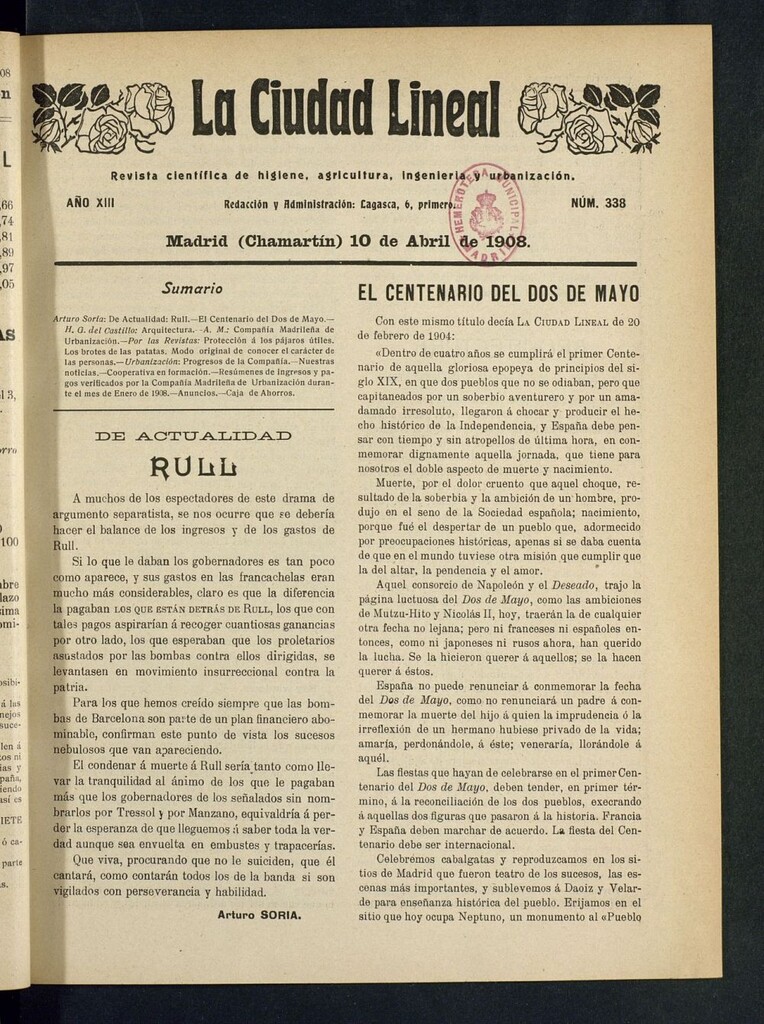 La Ciudad Lineal
Revista científica de higiene, agricultura, ingeniería y urbanización.
AÑO XIII
Redacción y Administración: Lagasca, 6, primero.
NÚM. 338
HEMEROTECA MUNICIPAL
MADRID
Madrid (Chamartín) 10 de Abril de 1908.
Sumario
Arturo Soria: De Actualidad: Rull.—El Centenario del Dos de Mayo.—
H. G. del Castillo: Arquitectura.—A. M.: Compañía Madrileña de
Urbanización.—Por las Revistas: Protección á los pájaros útiles.
Los brotes de las patatas. Modo original de conocer el carácter de
las personas.—Urbanización: Progresos de la Compañía.—Nuestras
noticias.—Cooperativa en formación.—Resúmenes de Ingresos y pa-
gos verificados por la Compañía Madrileña de Urbanización duran-
te el mes de Enero de 1908.—Anuncios.—Caja de Ahorros.
DE ACTUALIDAD
RULL
A muchos de los espectadores de este drama de
argumento separatista, se nos ocurre que se debería
hacer el balance de los ingresos y de los gastos de
Rull.
Si lo que le daban los gobernadores es tan poco
como aparece, y sus gastos en las francachelas eran
mucho más considerables, claro es que la diferencia
la pagaban LOS QUE ESTÁN DETRÁS DE RULL, los que con
tales pagos aspirarían á recoger cuantiosas ganancias
por otro lado, los que esperaban que los proletarios
asustados por las bombas contra ellos dirigidas, se
levantasen en movimiento insurreccional contra la
patria.
Para los que hemos creído siempre que las bom-
bas de Barcelona son parte de un plan financiero abo-
minable, confirman este punto de vista los sucesos
nebulosos que van apareciendo.
El condenar á muerte á Rull sería tanto como lle-
var la tranquilidad al ánimo de los que le pagaban
más que los gobernadores de los señalados sin nom-
brarlos por Tressol y por Manzano, equivaldría á per-
der la esperanza de que lleguemos á saber toda la ver-
dad aunque sea envuelta en embustes y trapacerías.
Que viva, procurando que no le suiciden, que él
cantará, como contarán todos los de la banda si son
vigilados con perseverancia y habilidad.
Arturo SORIA.
EL CENTENARIO DEL DOS DE MAYO
Con este mismo título decía LA CIUDAD LINEAL de 20
de febrero de 1904:
«Dentro de cuatro años se cumplirá el primer Cente-
nario de aquella gloriosa epopeya de principios del si-
glo XIX, en que dos pueblos que no se odiaban, pero que
capitaneados por un soberbio aventurero y por un ama-
damado irresoluto, llegaron á chocar y producir el he-
cho histórico de la Independencia, y España debe pen-
sar con tiempo y sin atropellos de última hora, en con-
memorar dignamente aquella jornada, que tiene para
nosotros el doble aspecto de muerte y nacimiento.
Muerte, por el dolor cruento que aquel choque, re-
sultado de la soberbia y la ambición de un hombre, pro-
dujo en el seno de la Sociedad española; nacimiento,
porque fué el despertar de un pueblo que, adormecido
por preocupaciones históricas, apenas si se daba cuenta
de que en el mundo tuviese otra misión que cumplir que
la del altar, la pendencia y el amor.
Aquel consorcio de Napoleón y el Deseado, trajo la
página luctuosa del Dos de Mayo, como las ambiciones
de Mutzu-Hito y Nicolás II, hoy, traerán la de cualquier
otra fecha no lejana; pero ni franceses ni españoles en-
tonces, como ni japoneses ni rusos ahora, han querido
la lucha. Se la hicieron querer á aquellos; se la hacen
querer á éstos.
España no puede renunciar á conmemorar la fecha
del Dos de Mayo, como no renunciará un padre á con-
memorar la muerte del hijo á quien la imprudencia ó la
irreflexión de un hermano hubiese privado de la vida;
amaría, perdonándole, á éste; veneraría, llorándole á
aquél.
Las fiestas que hayan de celebrarse en el primer Cen-
tenario del Dos de Mayo, deben tender, en primer tér-
mino, á la reconciliación de los dos pueblos, execrando
á aquellas dos figuras que pasaron á la historia. Francia
y España deben marchar de acuerdo. La fiesta del Cen-
tenario debe ser internacional.
Celebremos cabalgatas y reproduzcamos en los si-
tios de Madrid que fueron teatro de los sucesos, las es-
cenas más importantes, y sublevemos á Daoíz y Velar-
de para enseñanza histórica del pueblo. Erijamos en el
sitio que hoy ocupa Neptuno, un monumento al «Pueblo